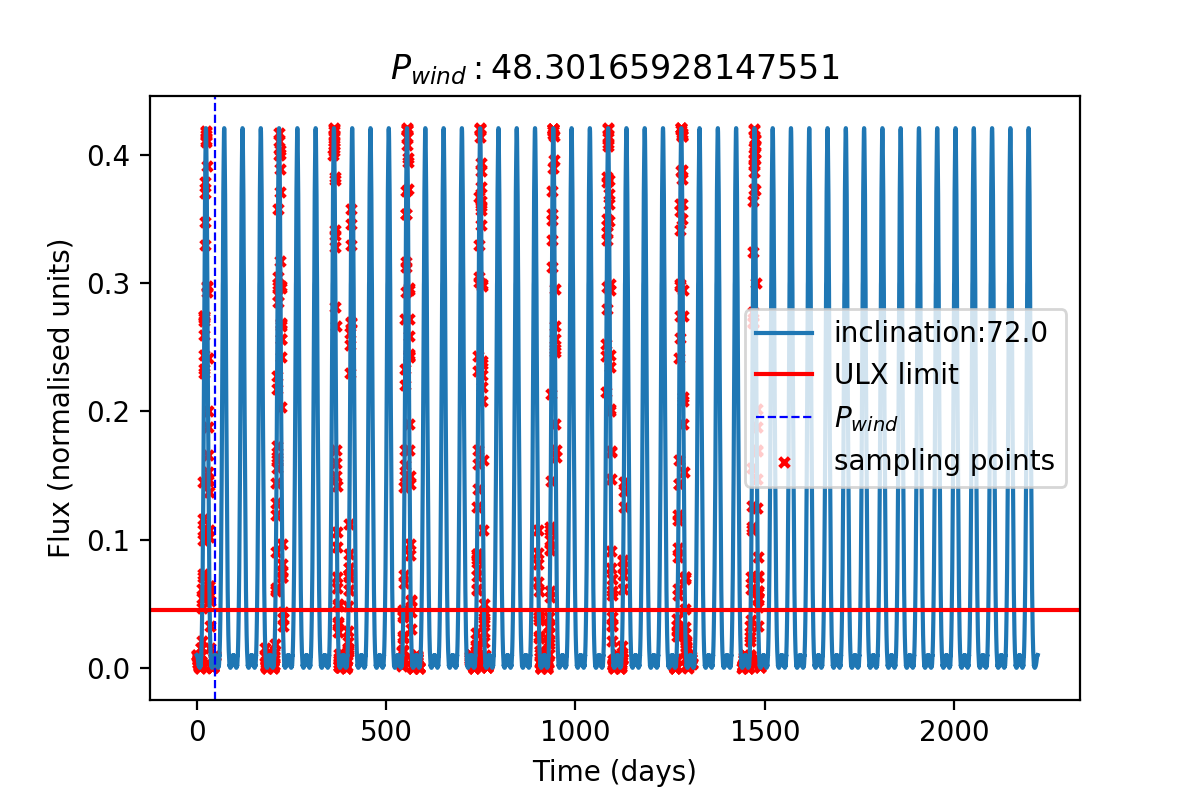 P_wind : 48.30165928147551
Flux (normalised units)
0.4
0.3
0.2
0.1
0.0
inclination:72.0
ULX limit
P_wind
sampling points
0 500 1000 1500 2000
Time (days)